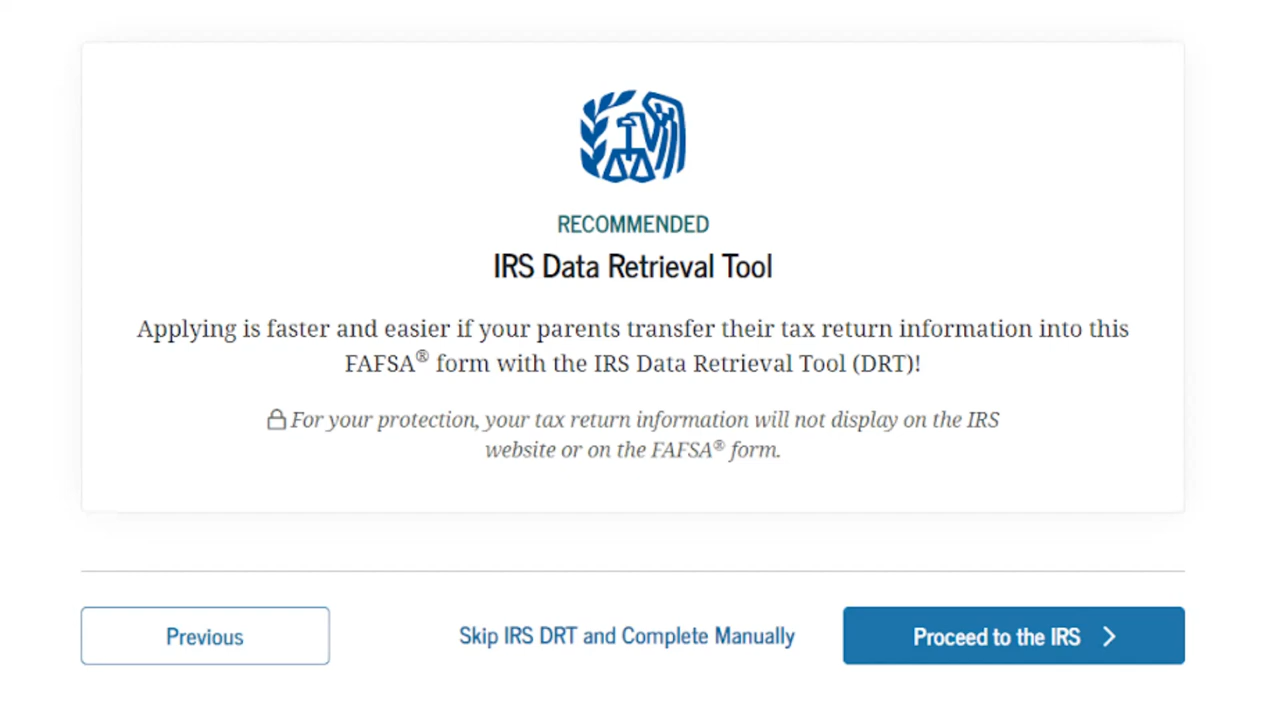 RECOMMENDED
IRS Data Retrieval Tool
Applying is faster and easier if your parents transfer their tax return information into this
FAFSA® form with the IRS Data Retrieval Tool (DRT)!
For your protection, your tax return information will not display on the IRS
website or on the FAFSA® form.
Previous
Skip IRS DRT and Complete Manually
Proceed to the IRS